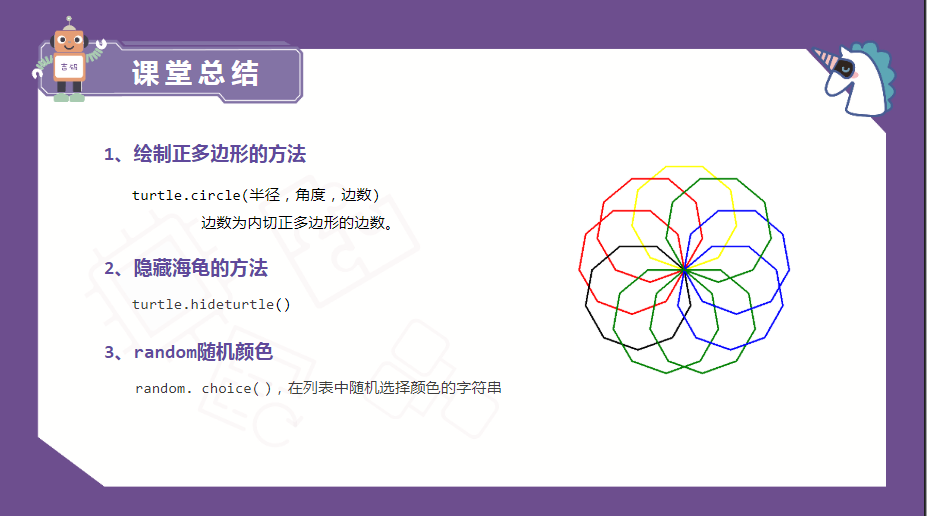 课堂总结
1、绘制正多边形的方法
turtle.circle(半径，角度，边数)
边数为内切正多边形的边数。
2、隐藏海龟的方法
turtle.hideturtle()
3、random随机颜色
random. choice( )，在列表中随机选择颜色的字符串